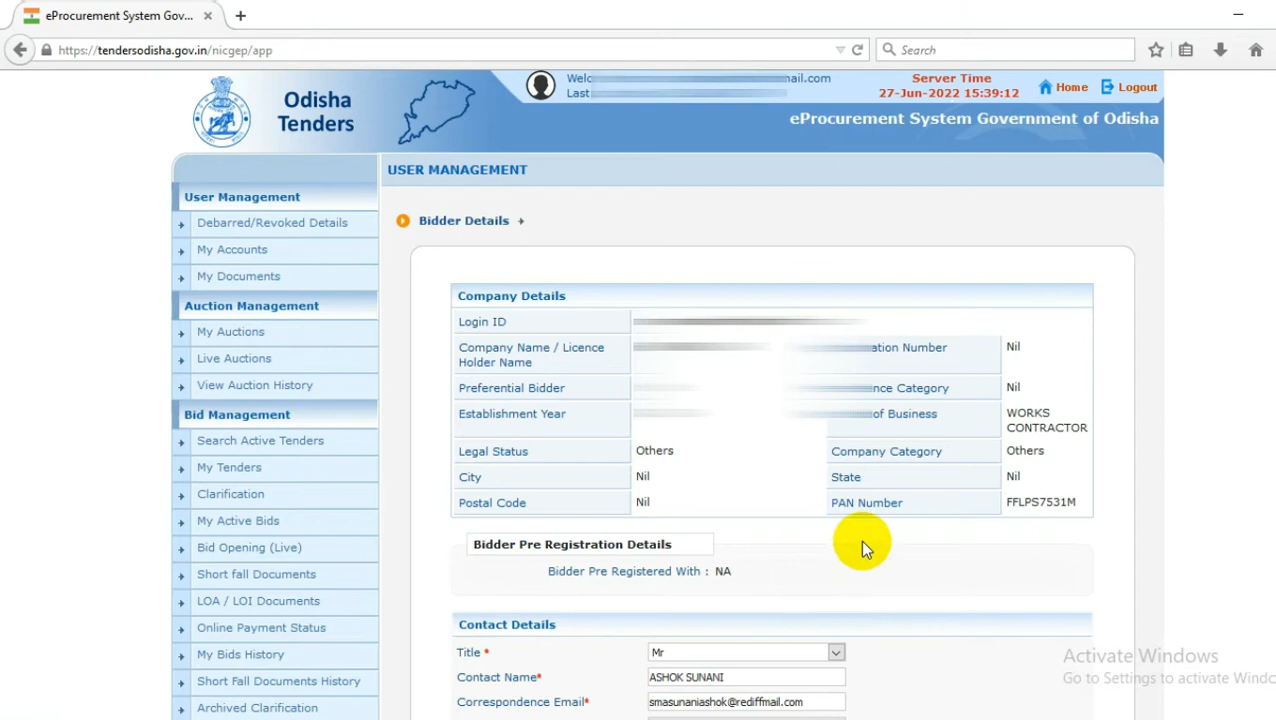 eProcurement System Gov...
https://tendersodisha.gov.in/nicgep/app
Search
Odisha
Tenders
Welc
mail.com
Last
Server Time
27-Jun-2022 15:39:12
Home
Logout
eProcurement System Government of Odisha
USER MANAGEMENT
User Management
Debarred/Revoked Details
My Accounts
My Documents
Auction Management
My Auctions
Live Auctions
View Auction History
Bid Management
Search Active Tenders
My Tenders
Clarification
My Active Bids
Bid Opening (Live)
Short fall Documents
LOA / LOI Documents
Online Payment Status
My Bids History
Short Fall Documents History
Archived Clarification
Bidder Details
Company Details
Login ID
Company Name / Licence
Holder Name
ation Number
Nil
Preferential Bidder
nce Category
Nil
Establishment Year
of Business
WORKS
CONTRACTOR
Legal Status
Others
Company Category
Others
City
Nil
State
Nil
Postal Code
Nil
PAN Number
FFLPS7531M
Bidder Pre Registration Details
Bidder Pre Registered With : NA
Contact Details
Title *
Mr
Contact Name*
ASHOK SUNANI
Correspondence Email*
smasunaniashok@rediffmail.com
Activate Windows
Go to Settings to activate Windc